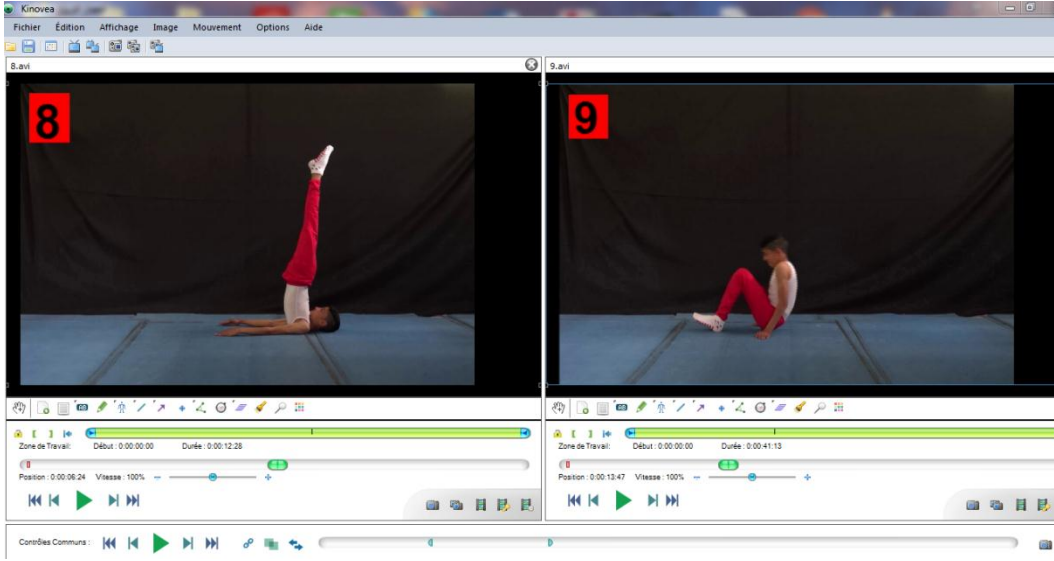 Kinovea
Fichier Édition Affichage Image Mouvement Options Aide
8.avi
9.avi
8
9
Zone de Travail: Début : 0:00:00:00 Durée : 0:00:12:28
Position : 0:00:06:24 Vitesse : 100%
Zone de Travail: Début : 0:00:00:00 Durée : 0:00:41:13
Position : 0:00:13:47 Vitesse : 100%
Contrôles Communs :